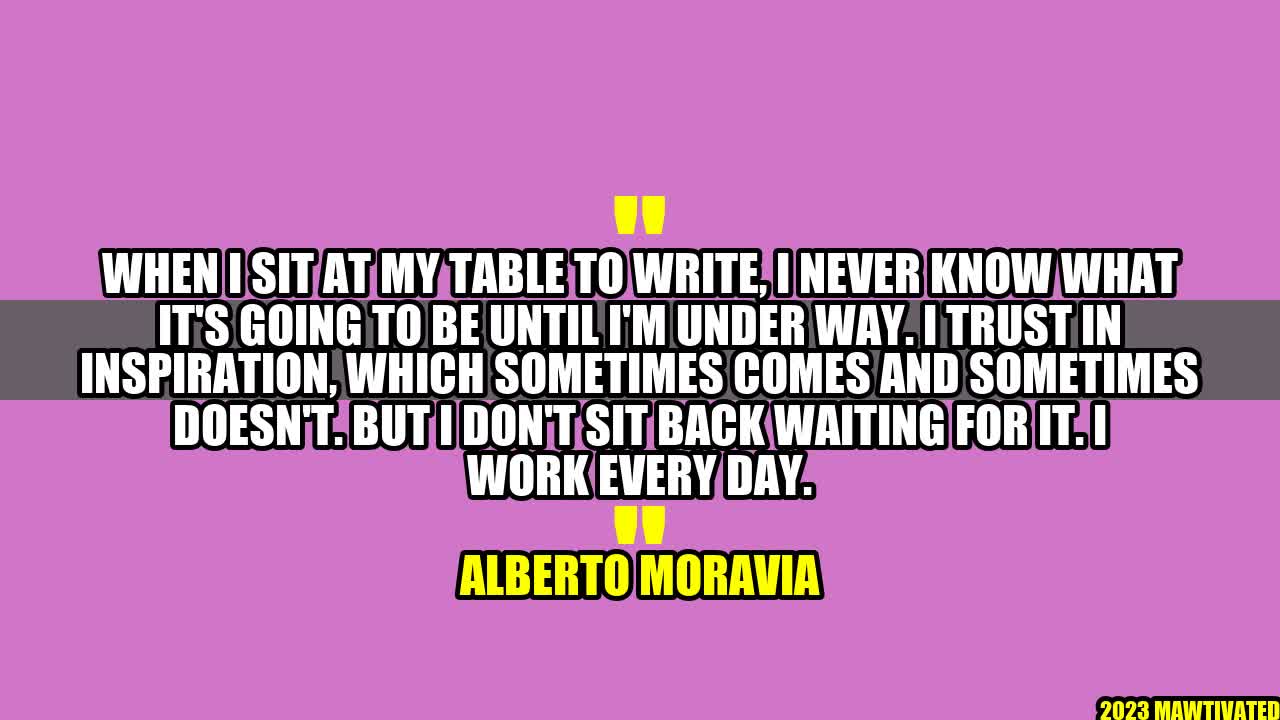 "
WHEN I SIT AT MY TABLE TO WRITE, I NEVER KNOW WHAT
IT'S GOING TO BE UNTIL I'M UNDER WAY. I TRUST IN
INSPIRATION, WHICH SOMETIMES COMES AND SOMETIMES
DOESN'T. BUT I DON'T SIT BACK WAITING FOR IT. I
WORK EVERY DAY.
"
ALBERTO MORAVIA
2023 MAWTIVATED